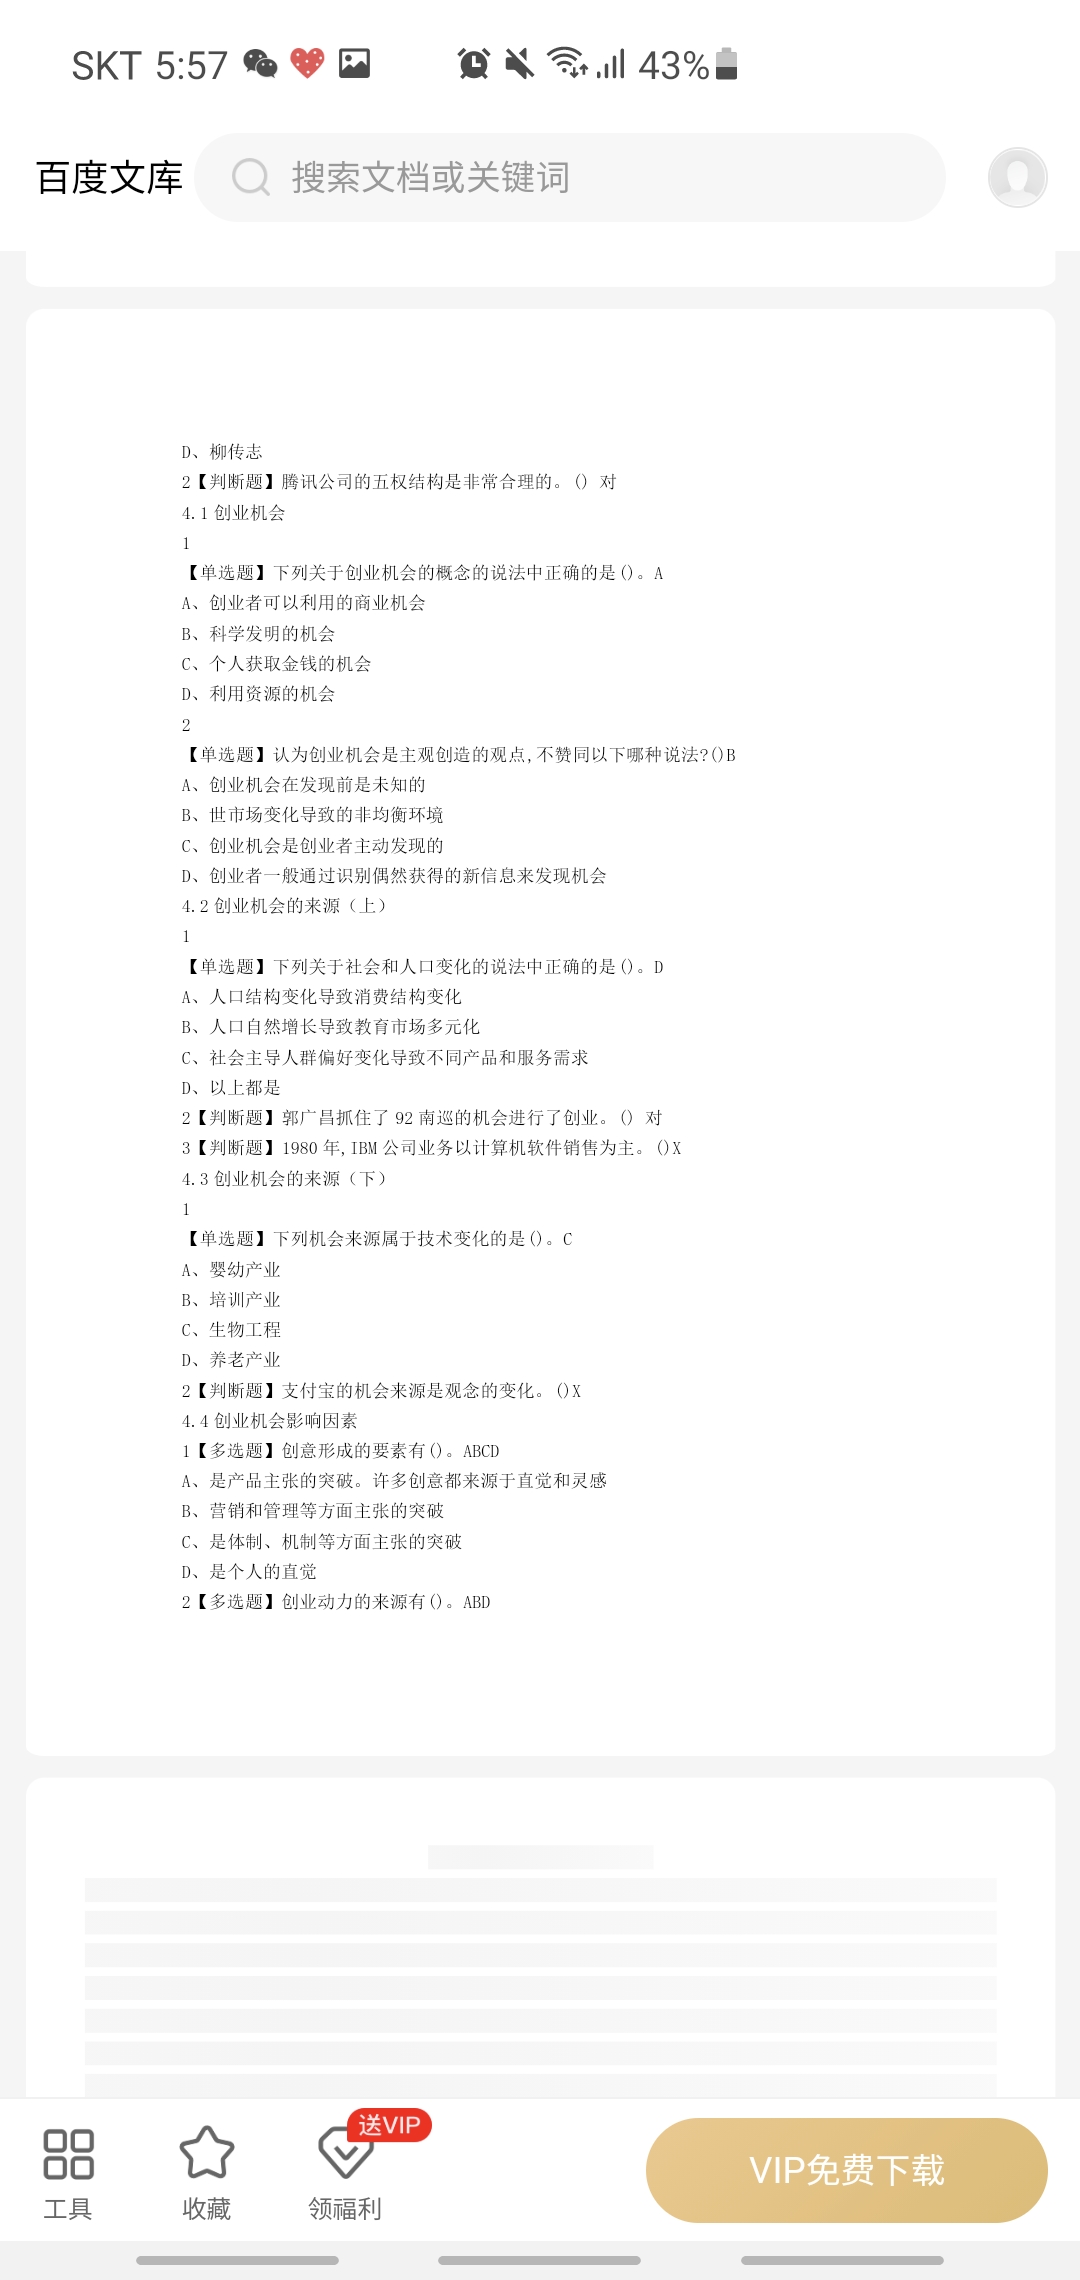 SKT 5:57 43%
百度文库 搜索文档或关键词
D、柳传志
2【判断题】腾讯公司的五权结构是非常合理的。() 对
4.1 创业机会
1
【单选题】下列关于创业机会的概念的说法中正确的是()。A
A、创业者可以利用的商业机会
B、科学发明的机会
C、个人获取金钱的机会
D、利用资源的机会
2
【单选题】认为创业机会是主观创造的观点,不赞同以下哪种说法?()B
A、创业机会在发现前是未知的
B、世市场变化导致的非均衡环境
C、创业机会是创业者主动发现的
D、创业者一般通过识别偶然获得的新信息来发现机会
4.2 创业机会的来源（上）
1
【单选题】下列关于社会和人口变化的说法中正确的是()。D
A、人口结构变化导致消费结构变化
B、人口自然增长导致教育市场多元化
C、社会主导人群偏好变化导致不同产品和服务需求
D、以上都是
2【判断题】郭广昌抓住了 92 南巡的机会进行了创业。() 对
3【判断题】1980 年,IBM 公司业务以计算机软件销售为主。()X
4.3 创业机会的来源（下）
1
【单选题】下列机会来源属于技术变化的是()。C
A、婴幼产业
B、培训产业
C、生物工程
D、养老产业
2【判断题】支付宝的机会来源是观念的变化。()X
4.4 创业机会影响因素
1【多选题】创意形成的要素有()。ABCD
A、是产品主张的突破。许多创意都来源于直觉和灵感
B、营销和管理等方面主张的突破
C、是体制、机制等方面主张的突破
D、是个人的直觉
2【多选题】创业动力的来源有()。ABD
送VIP
工具 收藏 领福利 VIP免费下载